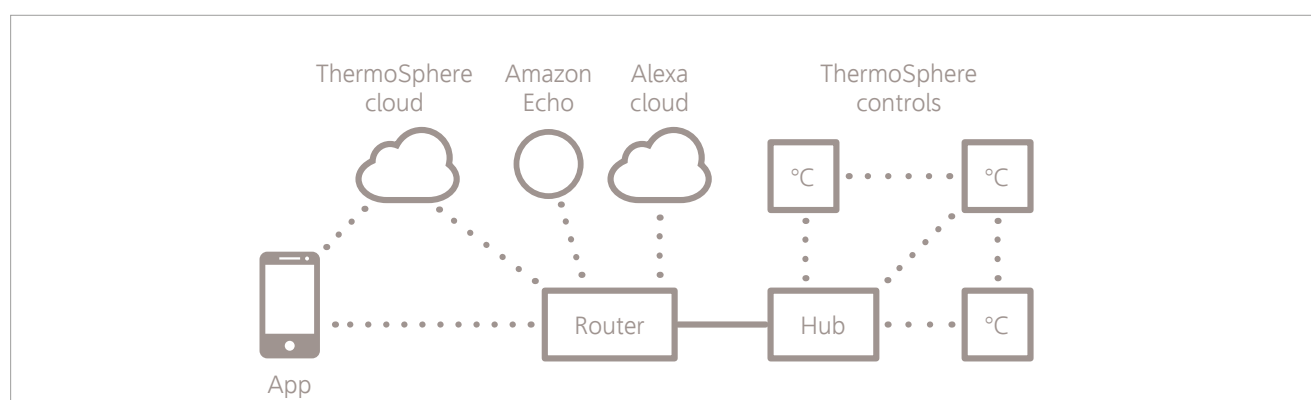 ThermoSphere
cloud
Amazon
Echo
Alexa
cloud
ThermoSphere
controls
°C
°C
Router
Hub
°C
App